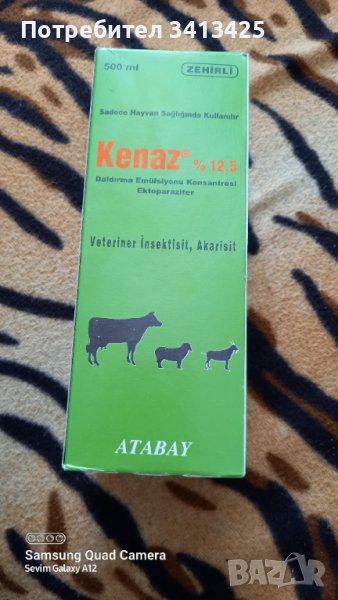 Потребител 3413425
500 ml
ZEHİRLİ
Sadece Hayvan Sağlığında Kullanılır
Kenaz® % 12.5
Daldırma Emülsiyonu Konsantresi
Ektoparaziter
Veteriner İnsektisit, Akarisit
ATABAY
Samsung Quad Camera
Sevim Galaxy A12
BAZAR